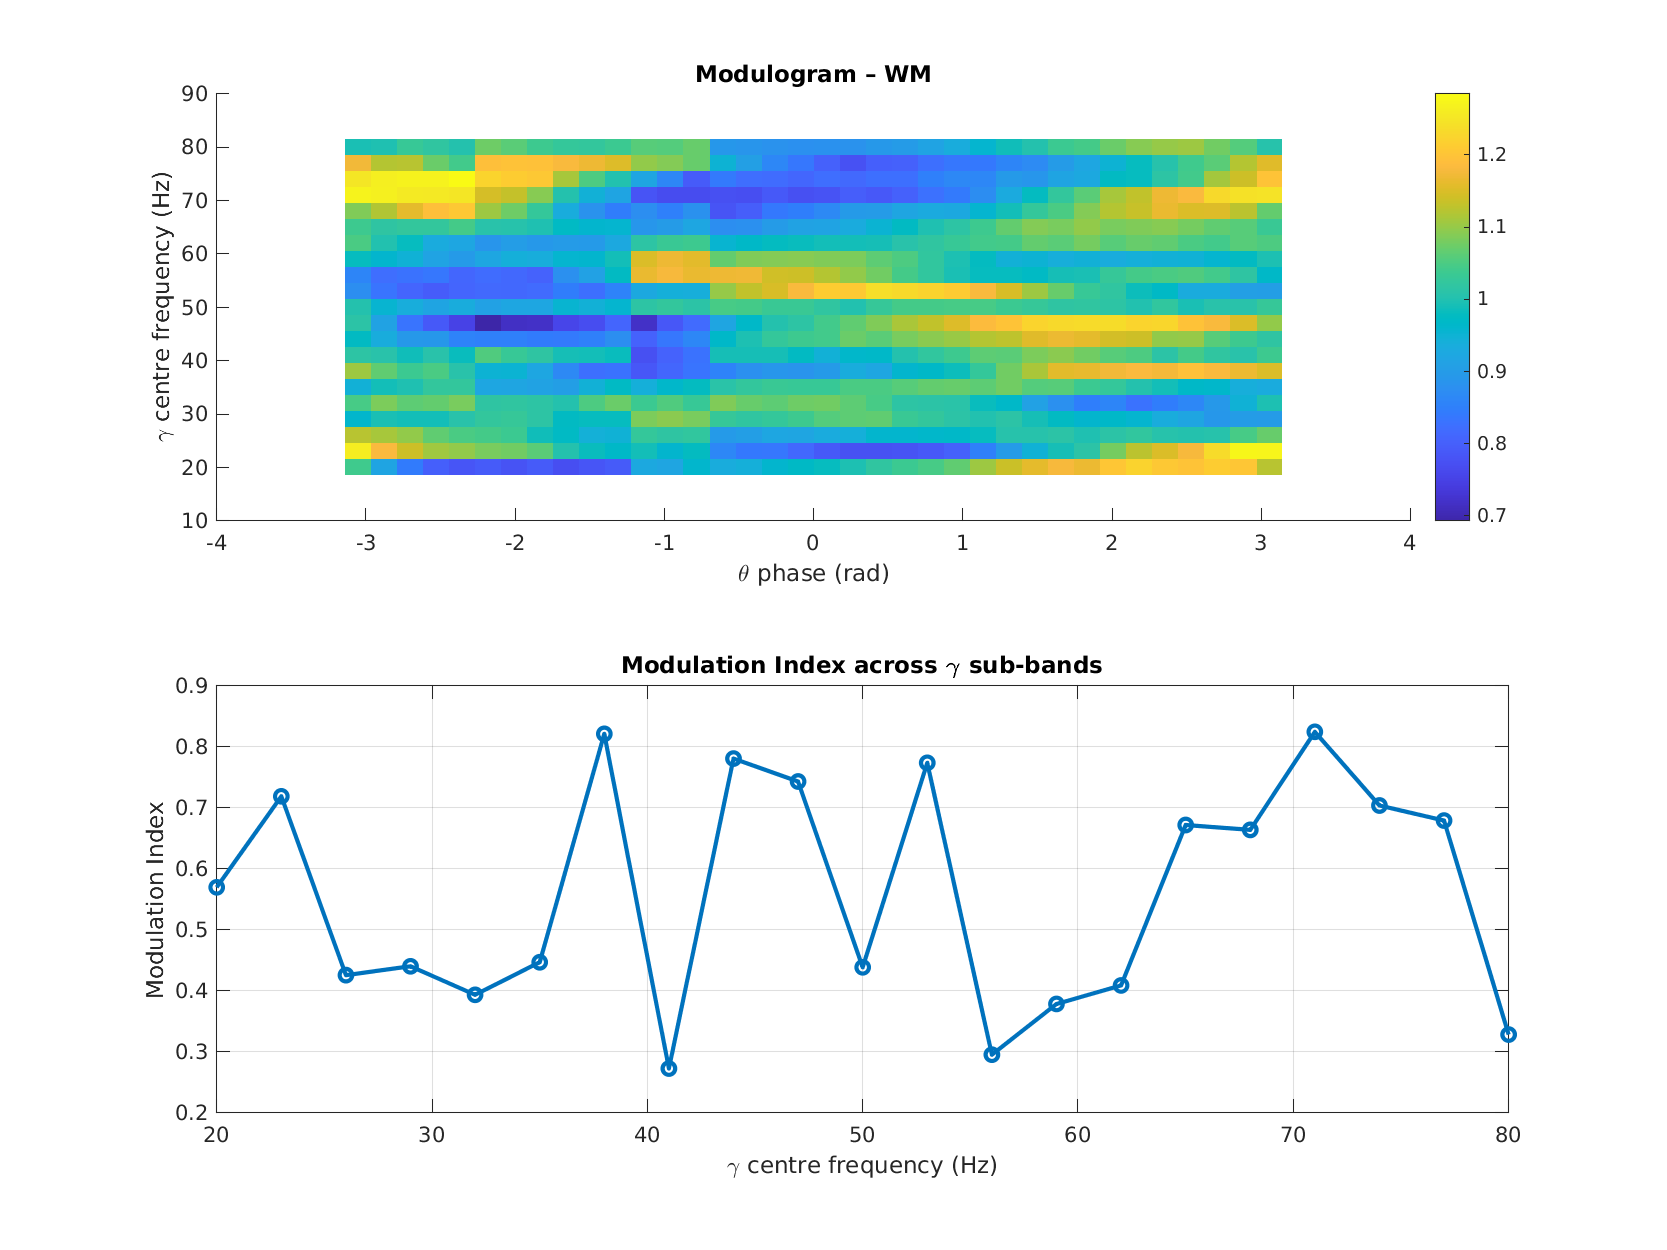 Modulogram – WM
γ centre frequency (Hz)
90
80
70
60
50
40
30
20
10
-4 -3 -2 -1 0 1 2 3 4
θ phase (rad)
1.2
1.1
1
0.9
0.8
0.7
Modulation Index across γ sub-bands
Modulation Index
0.9
0.8
0.7
0.6
0.5
0.4
0.3
0.2
20 30 40 50 60 70 80
γ centre frequency (Hz)